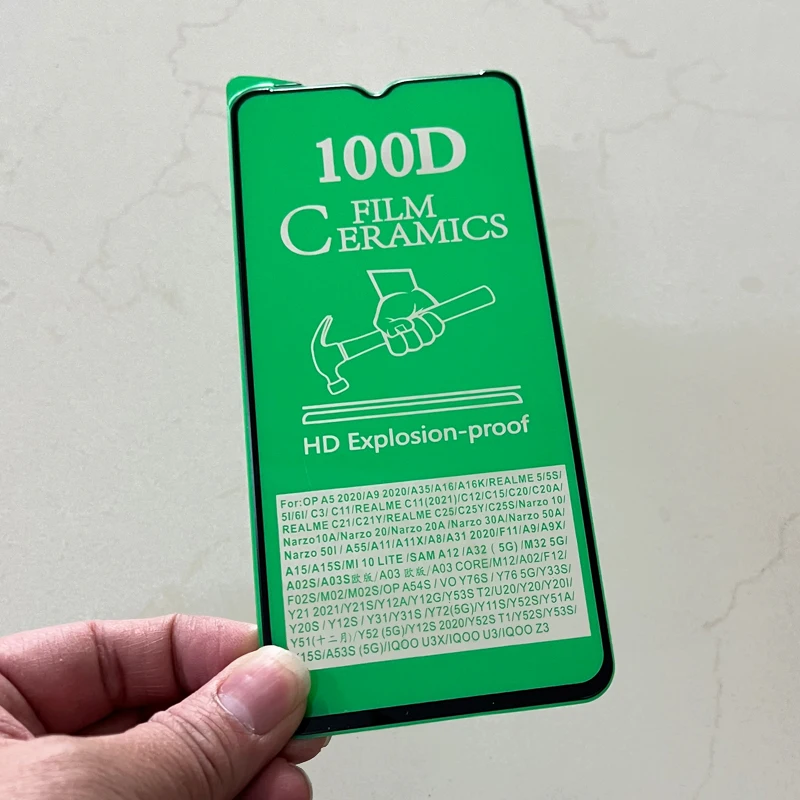 100D
FILM
CERAMICS
HD Explosion-proof
For:OP A5 2020/A9 2020/A35/A16/A16K/REALME 5/5S/
5I/6I/ C3/ C11/REALME C11(2021)/C12/C15/C20/C20A/
REALME C21/C21Y/REALME C25/C25Y/C25S/Narzo 10/
Narzo10A/Narzo 20/Narzo 20A/Narzo 30A/Narzo 50A/
Narzo 50I / A55/A11/A11X/A8/A31 2020/F11/A9/A9X/
A15/A15S/MI 10 LITE /SAM A12 /A32 ( 5G) /M32 5G/
A02S/A03S欧版/A03 欧版/A03 CORE/M12/A02/F12/
F02S/M02/M02S/OP A54S / VO Y76S / Y76 5G/Y33S/
Y21 2021/Y21S/Y12A/Y12G/Y53S T2/U20/Y20/Y20I/
Y20S / Y12S / Y31/Y31S /Y72(5G)/Y11S/Y52S/Y51A/
Y51(十二月)/Y52 (5G)/Y12S 2020/Y52S T1/Y52S/Y53S/
Y15S/A53S (5G)/IQOO U3X/IQOO U3/IQOO Z3